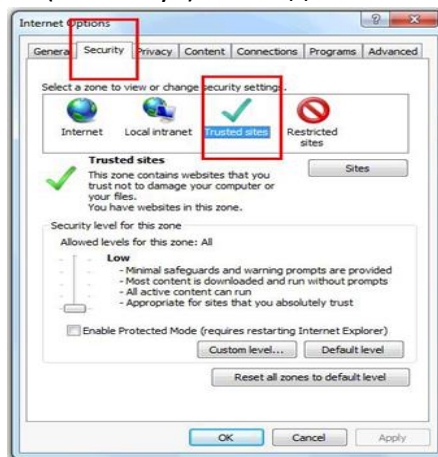 Internet Options
General Security Privacy Content Connections Programs Advanced
Select a zone to view or change security settings.
Internet
Local intranet
Trusted sites
Restricted sites
Trusted sites
This zone contains websites that you
trust not to damage your computer or
your files.
You have websites in this zone.
Sites
Security level for this zone
Allowed levels for this zone: All
Low
- Minimal safeguards and warning prompts are provided
- Most content is downloaded and run without prompts
- All active content can run
- Appropriate for sites that you absolutely trust
Enable Protected Mode (requires restarting Internet Explorer)
Custom level... Default level
Reset all zones to default level
OK Cancel Apply